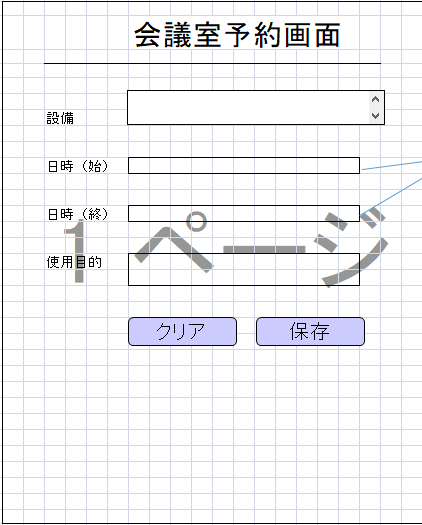 会議室予約画面
設備
日時（始）
日時（終）
1 ページ
使用目的
クリア
保存